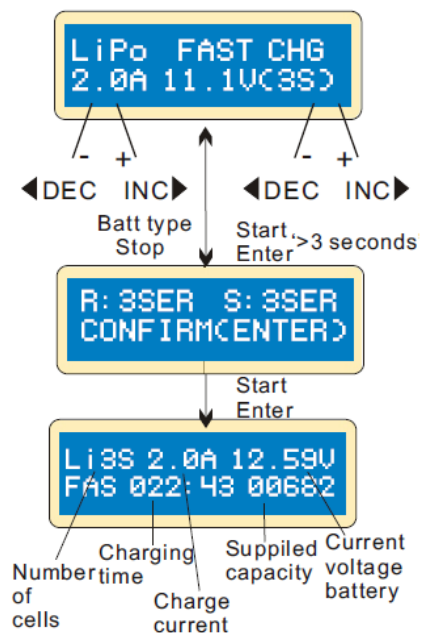 LiPo FAST CHG
2.0A 11.1V(3S)
- + - +
◀DEC INC▶ ◀DEC INC▶
Batt type
Stop
Start
Enter
>3 seconds
R: 3SER S: 3SER
CONFIRM(ENTER)
Start
Enter
Li3S 2.0A 12.59V
FAS 022:43 00682
Number
of
cells
Charging
time
Charge
current
Suppiled
capacity
Current
voltage
battery